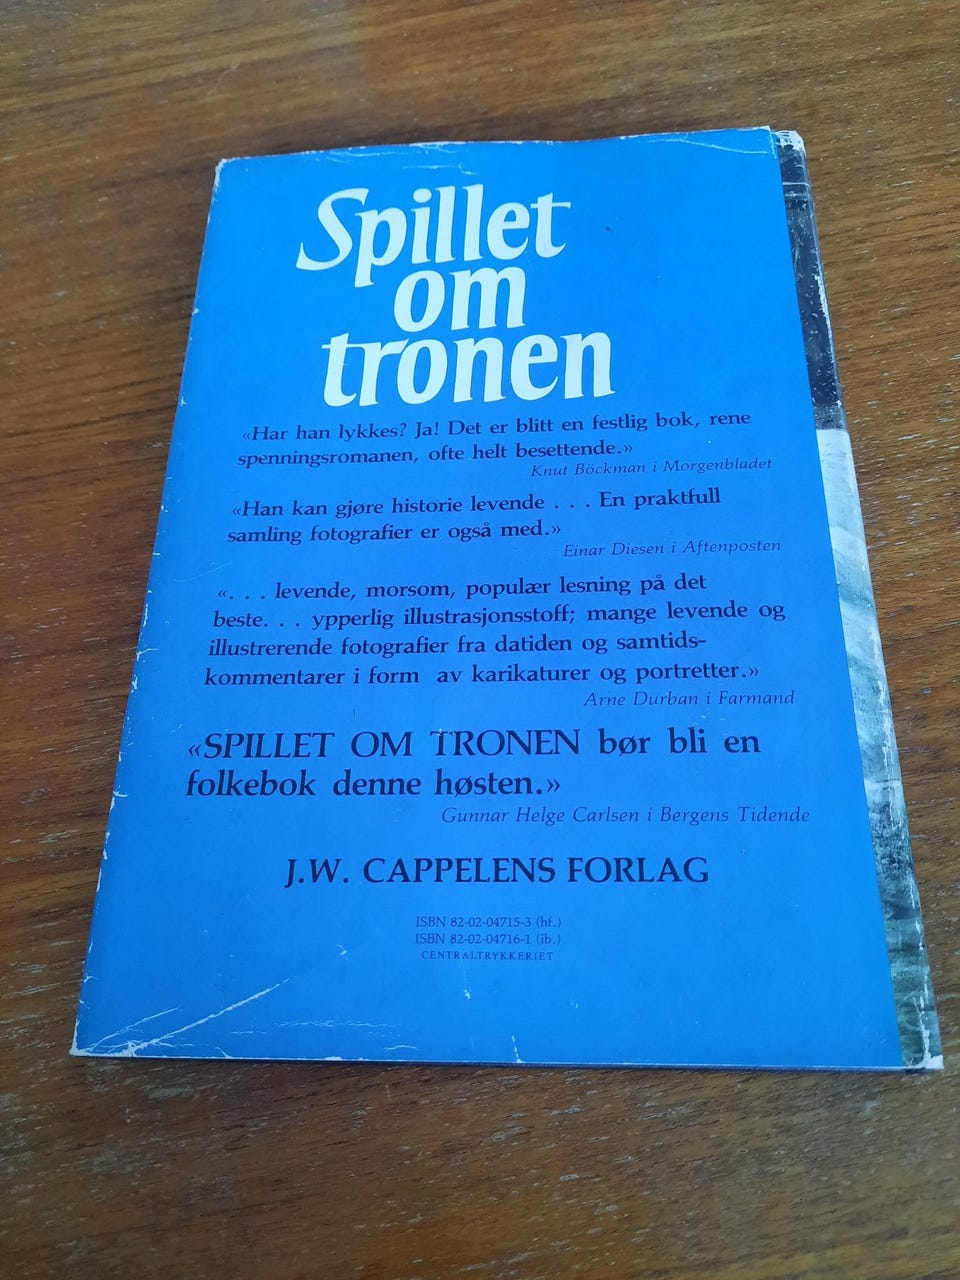 Spillet
om
tronen
«Har han lykkes? Ja! Det er blitt en festlig bok, rene
spenningsromanen, ofte helt besettende.»
Knut Böckman i Morgenbladet
«Han kan gjøre historie levende . . . En praktfull
samling fotografier er også med.»
Einar Diesen i Aftenposten
«. . . levende, morsom, populær lesning på det
beste. . . ypperlig illustrasjonsstoff; mange levende og
illustrerende fotografier fra datiden og samtids-
kommentarer i form av karikaturer og portretter.»
Arne Durban i Farmand
«SPILLET OM TRONEN bør bli en
folkebok denne høsten.»
Gunnar Helge Carlsen i Bergens Tidende
J.W. CAPPELENS FORLAG
ISBN 82-02-04715-3 (hf.)
ISBN 82-02-04716-1 (ib.)
CENTRALTRYKKERIET